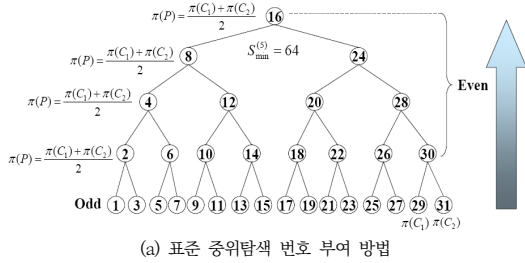 π(P) = (π(C₁) + π(C₂)) / 2
16
π(P) = (π(C₁) + π(C₂)) / 2
8
S_min^(5) = 64
24
Even
π(P) = (π(C₁) + π(C₂)) / 2
4
12
20
28
π(P) = (π(C₁) + π(C₂)) / 2
2
6
10
14
18
22
26
30
Odd 1 3 5 7 9 11 13 15 17 19 21 23 25 27 29 31
π(C₁) π(C₂)
(a) 표준 중위탐색 번호 부여 방법